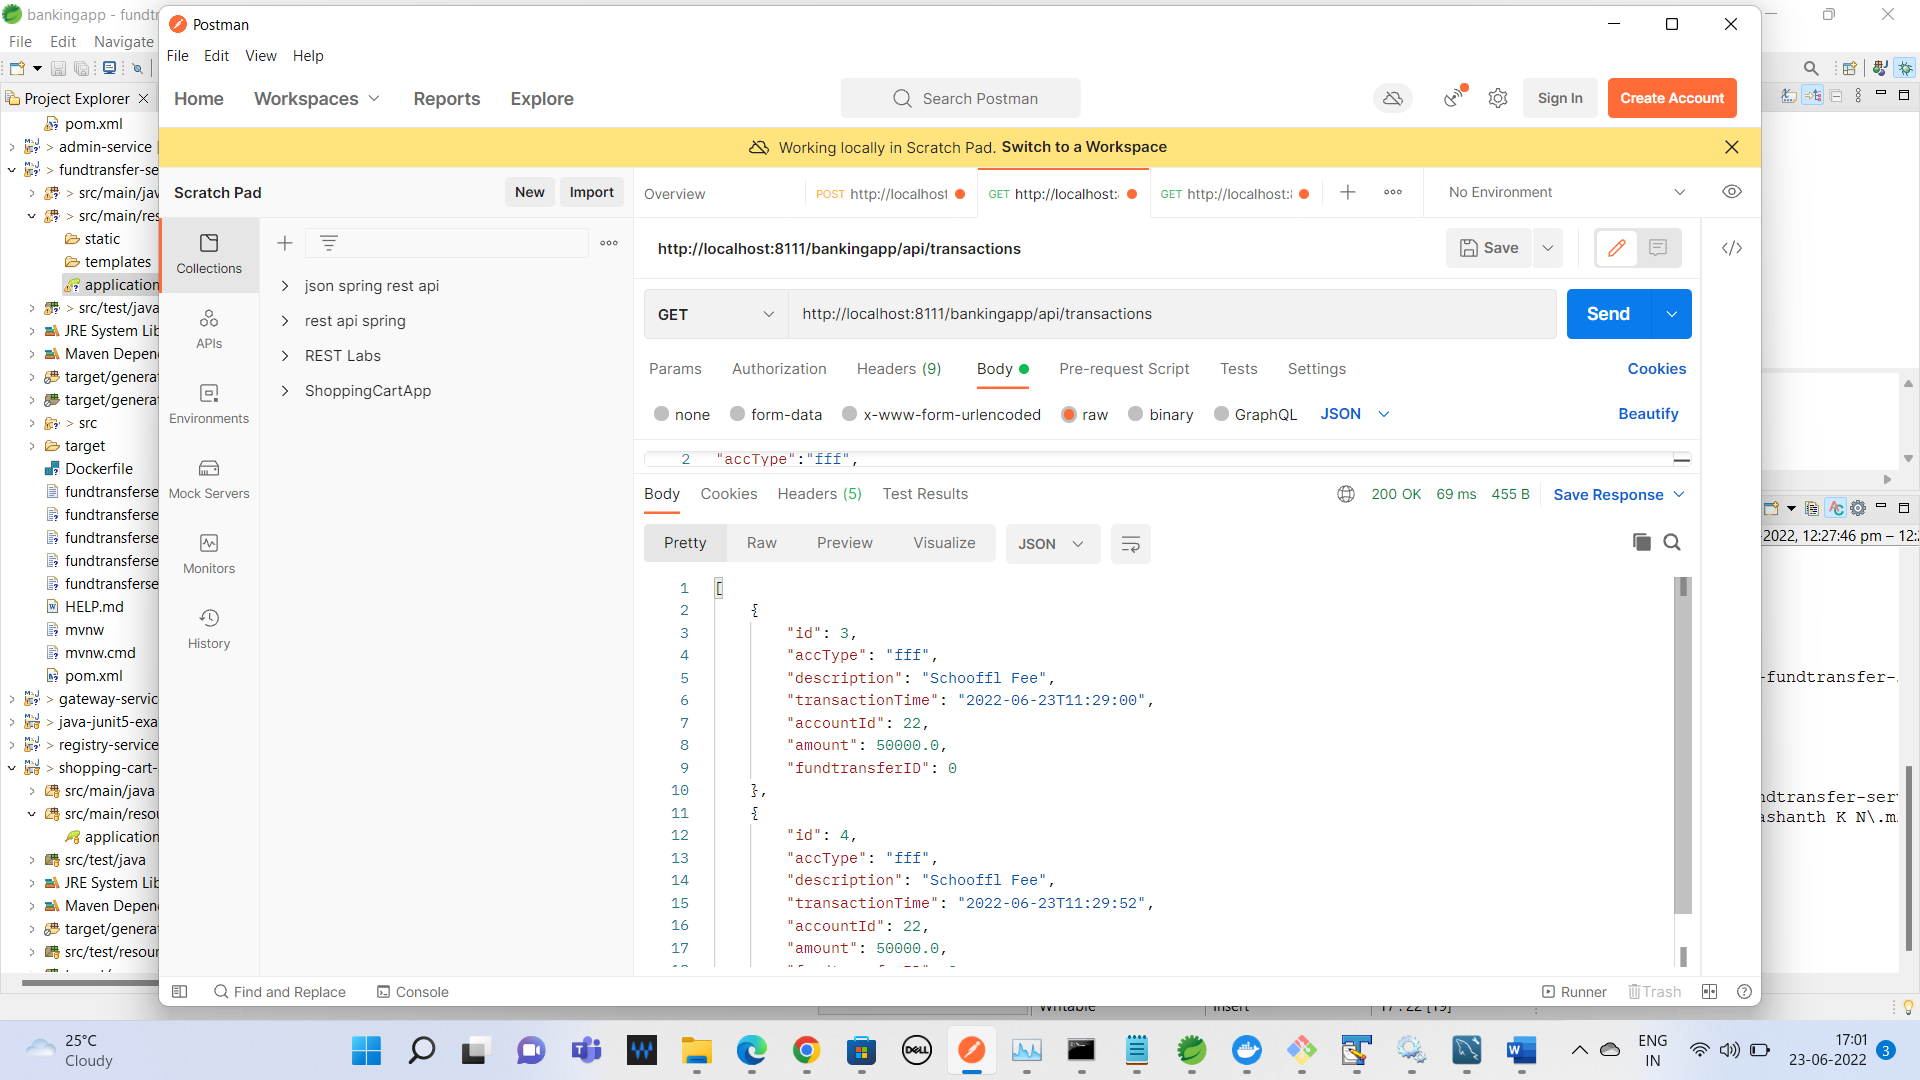 bankingapp - fundtr
File Edit Navigate
Project Explorer
pom.xml
> admin-service
> fundtransfer-se
> src/main/jav
> src/main/res
static
templates
application
> src/test/java
JRE System Lib
Maven Depen
target/generat
target/generat
> src
target
Dockerfile
fundtransferse
fundtransferse
fundtransferse
fundtransferse
fundtransferse
HELP.md
mvnw
mvnw.cmd
pom.xml
> gateway-servic
> java-junit5-exa
> registry-service
> shopping-cart-
src/main/java
src/main/resou
application
src/test/java
JRE System Lib
Maven Depen
target/generat
src/test/resour
Postman
File Edit View Help
Home Workspaces Reports Explore
Search Postman
Sign In
Create Account
Working locally in Scratch Pad. Switch to a Workspace
Scratch Pad
New Import
Overview
POST http://localhost
GET http://localhost:
GET http://localhost:8
No Environment
Collections
APIs
Environments
Mock Servers
Monitors
History
json spring rest api
rest api spring
REST Labs
ShoppingCartApp
http://localhost:8111/bankingapp/api/transactions
Save
GET http://localhost:8111/bankingapp/api/transactions
Send
Params Authorization Headers (9) Body Pre-request Script Tests Settings
Cookies
none form-data x-www-form-urlencoded raw binary GraphQL JSON
Beautify
2 "accType":"fff",
Body Cookies Headers (5) Test Results
200 OK 69 ms 455 B Save Response
Pretty Raw Preview Visualize JSON
1 [
2 {
3 "id": 3,
4 "accType": "fff",
5 "description": "Schooffl Fee",
6 "transactionTime": "2022-06-23T11:29:00",
7 "accountId": 22,
8 "amount": 50000.0,
9 "fundtransferID": 0
10 },
11 {
12 "id": 4,
13 "accType": "fff",
14 "description": "Schooffl Fee",
15 "transactionTime": "2022-06-23T11:29:52",
16 "accountId": 22,
17 "amount": 50000.0,
Find and Replace Console
Runner Trash
2022, 12:27:46 pm – 12:
-fundtransfer-
ndtransfer-ser
ashanth K N\.m
Writable Insert 17 : 22 [19]
25°C
Cloudy
DELL
ENG
IN
17:01
23-06-2022
3